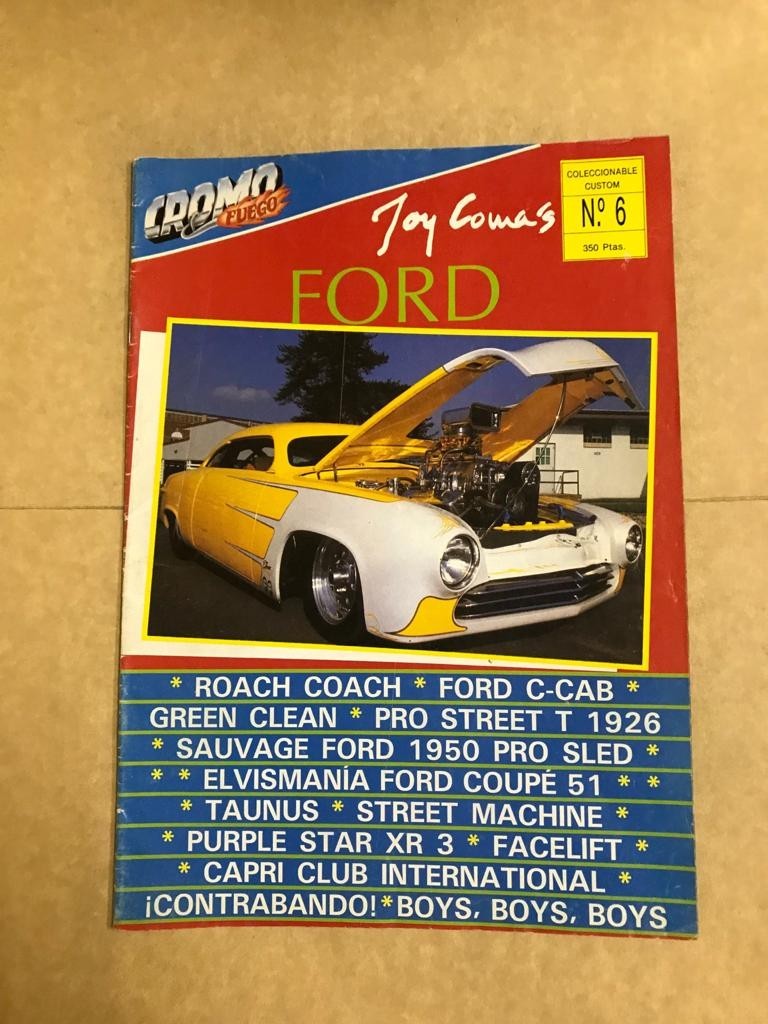 CROMO
FUEGO
Joy Comas
FORD
COLECCIONABLE
CUSTOM
N.º 6
350 Ptas.
* ROACH COACH * FORD C-CAB *
GREEN CLEAN * PRO STREET T 1926
* SAUVAGE FORD 1950 PRO SLED *
* * ELVISMANÍA FORD COUPÉ 51 * *
* TAUNUS * STREET MACHINE *
* PURPLE STAR XR 3 * FACELIFT *
* CAPRI CLUB INTERNATIONAL *
¡CONTRABANDO! * BOYS, BOYS, BOYS